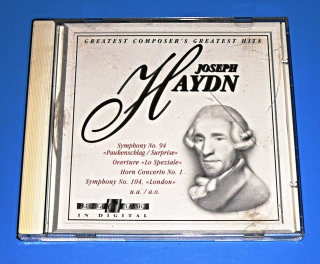 GREATEST COMPOSER'S GREATEST HITS
JOSEPH
HAYDN
Symphony No. 94
«Paukenschlag / Surprise»
Overture «Lo Speziale»
Horn Concerto No. 1
Symphony No. 104, «London»
u.a. / a.o.
IN DIGITAL